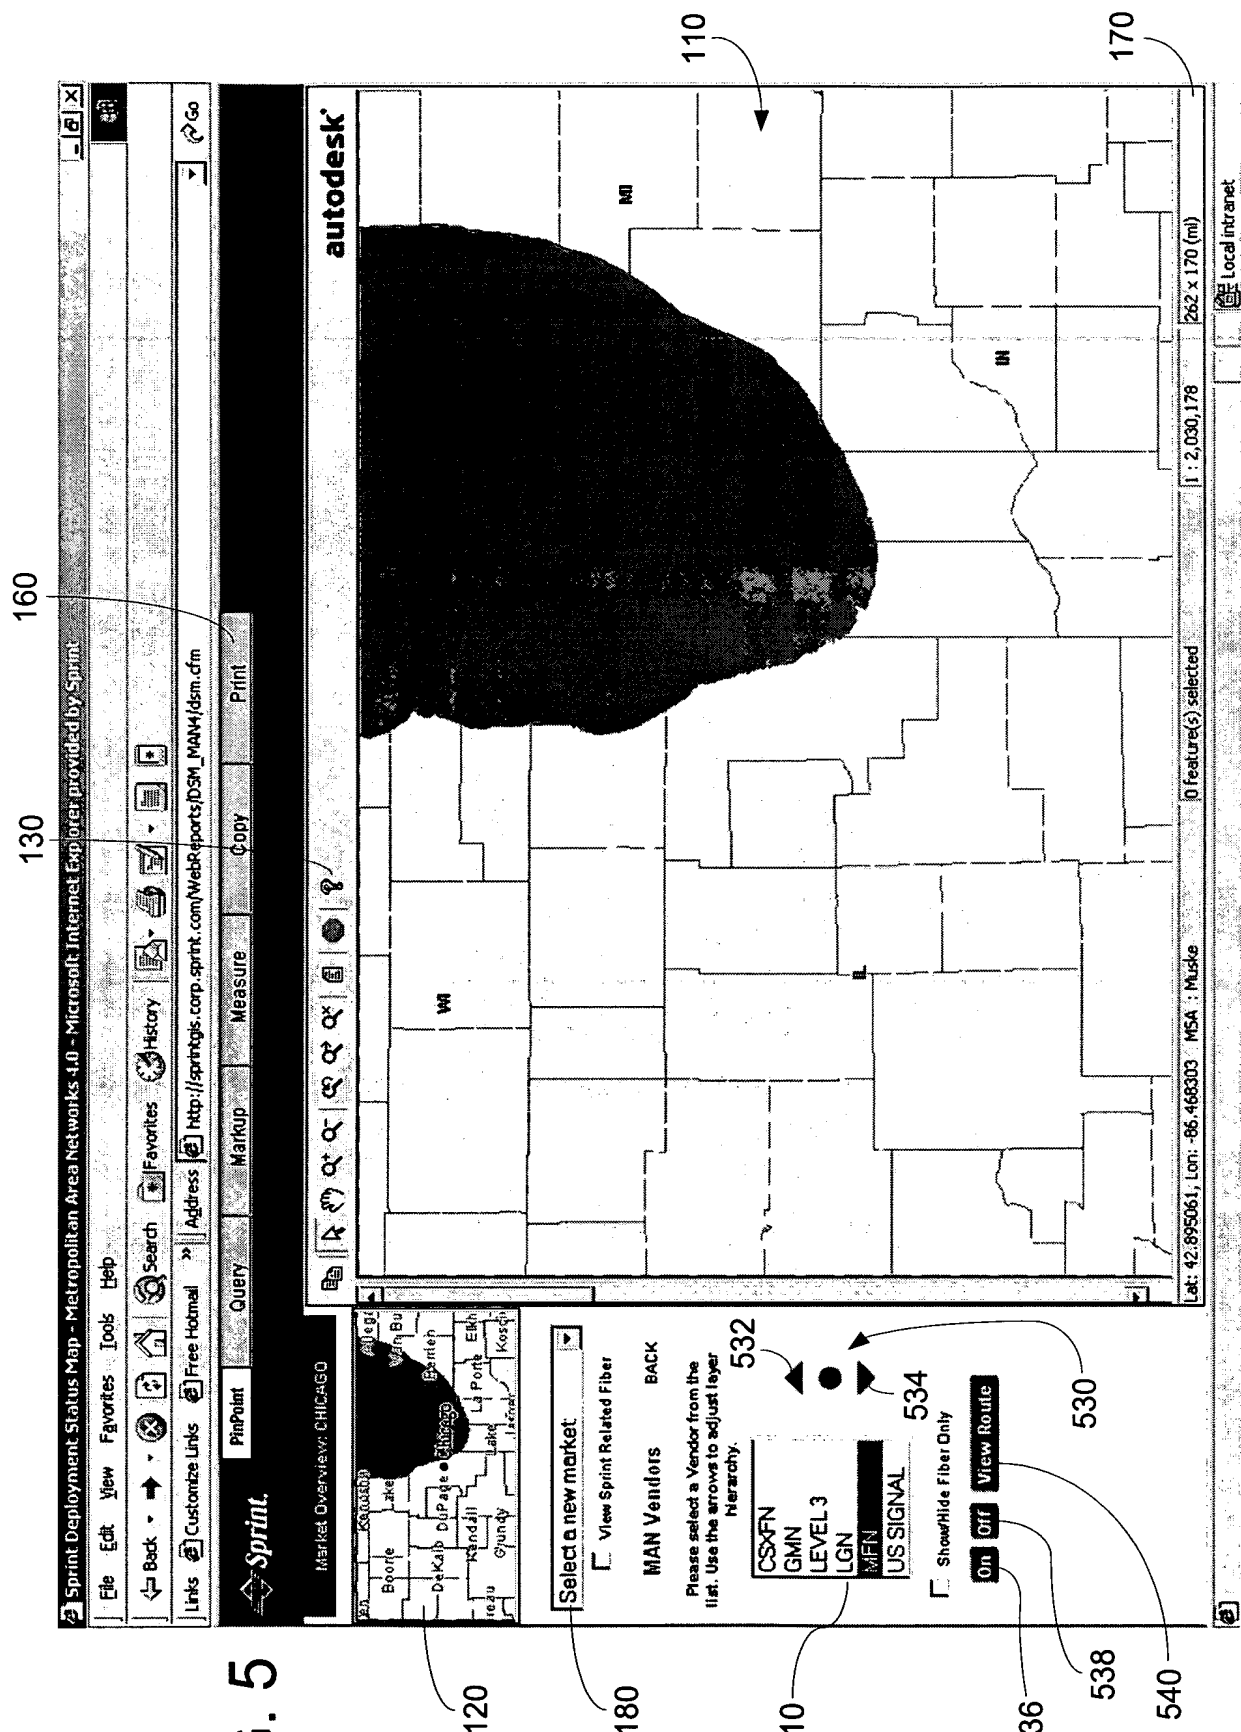 Sprint Deployment Status Map - Metropolitan Area Networks 4.0 - Microsoft Internet Explorer provided by Sprint
File Edit View Favorites Tools Help
Back Search Favorites History
Links Customize Links Free Hotmail » Address http://sprintgis.corp.sprint.com/WebReports/DSM_MAN4/dsm.cfm Go
Sprint. PinPoint Query Markup Measure Copy Print
Market Overview: CHICAGO
autodesk
Boone
DeKalb DuPage Chicago
Kendall Lake La Porte Elkh
Grundy
Berrien
Van Bu
Kosci
Select a new market
View Sprint Related Fiber
MAN Vendors BACK
Please select a Vendor from the
list. Use the arrows to adjust layer
hierarchy.
CSXFN
GMN
LEVEL 3
LGN
MFN
US SIGNAL
Show/Hide Fiber Only
On Off View Route
WI
MI
IL
IN
Lat: 42.895061, Lon: -86.468303 MSA : Muske 0 feature(s) selected 1 : 2,030,178 262 x 170 (mi)
Local intranet
130
160
110
170
532
534
530
120
180
10
36
538
540
. 5